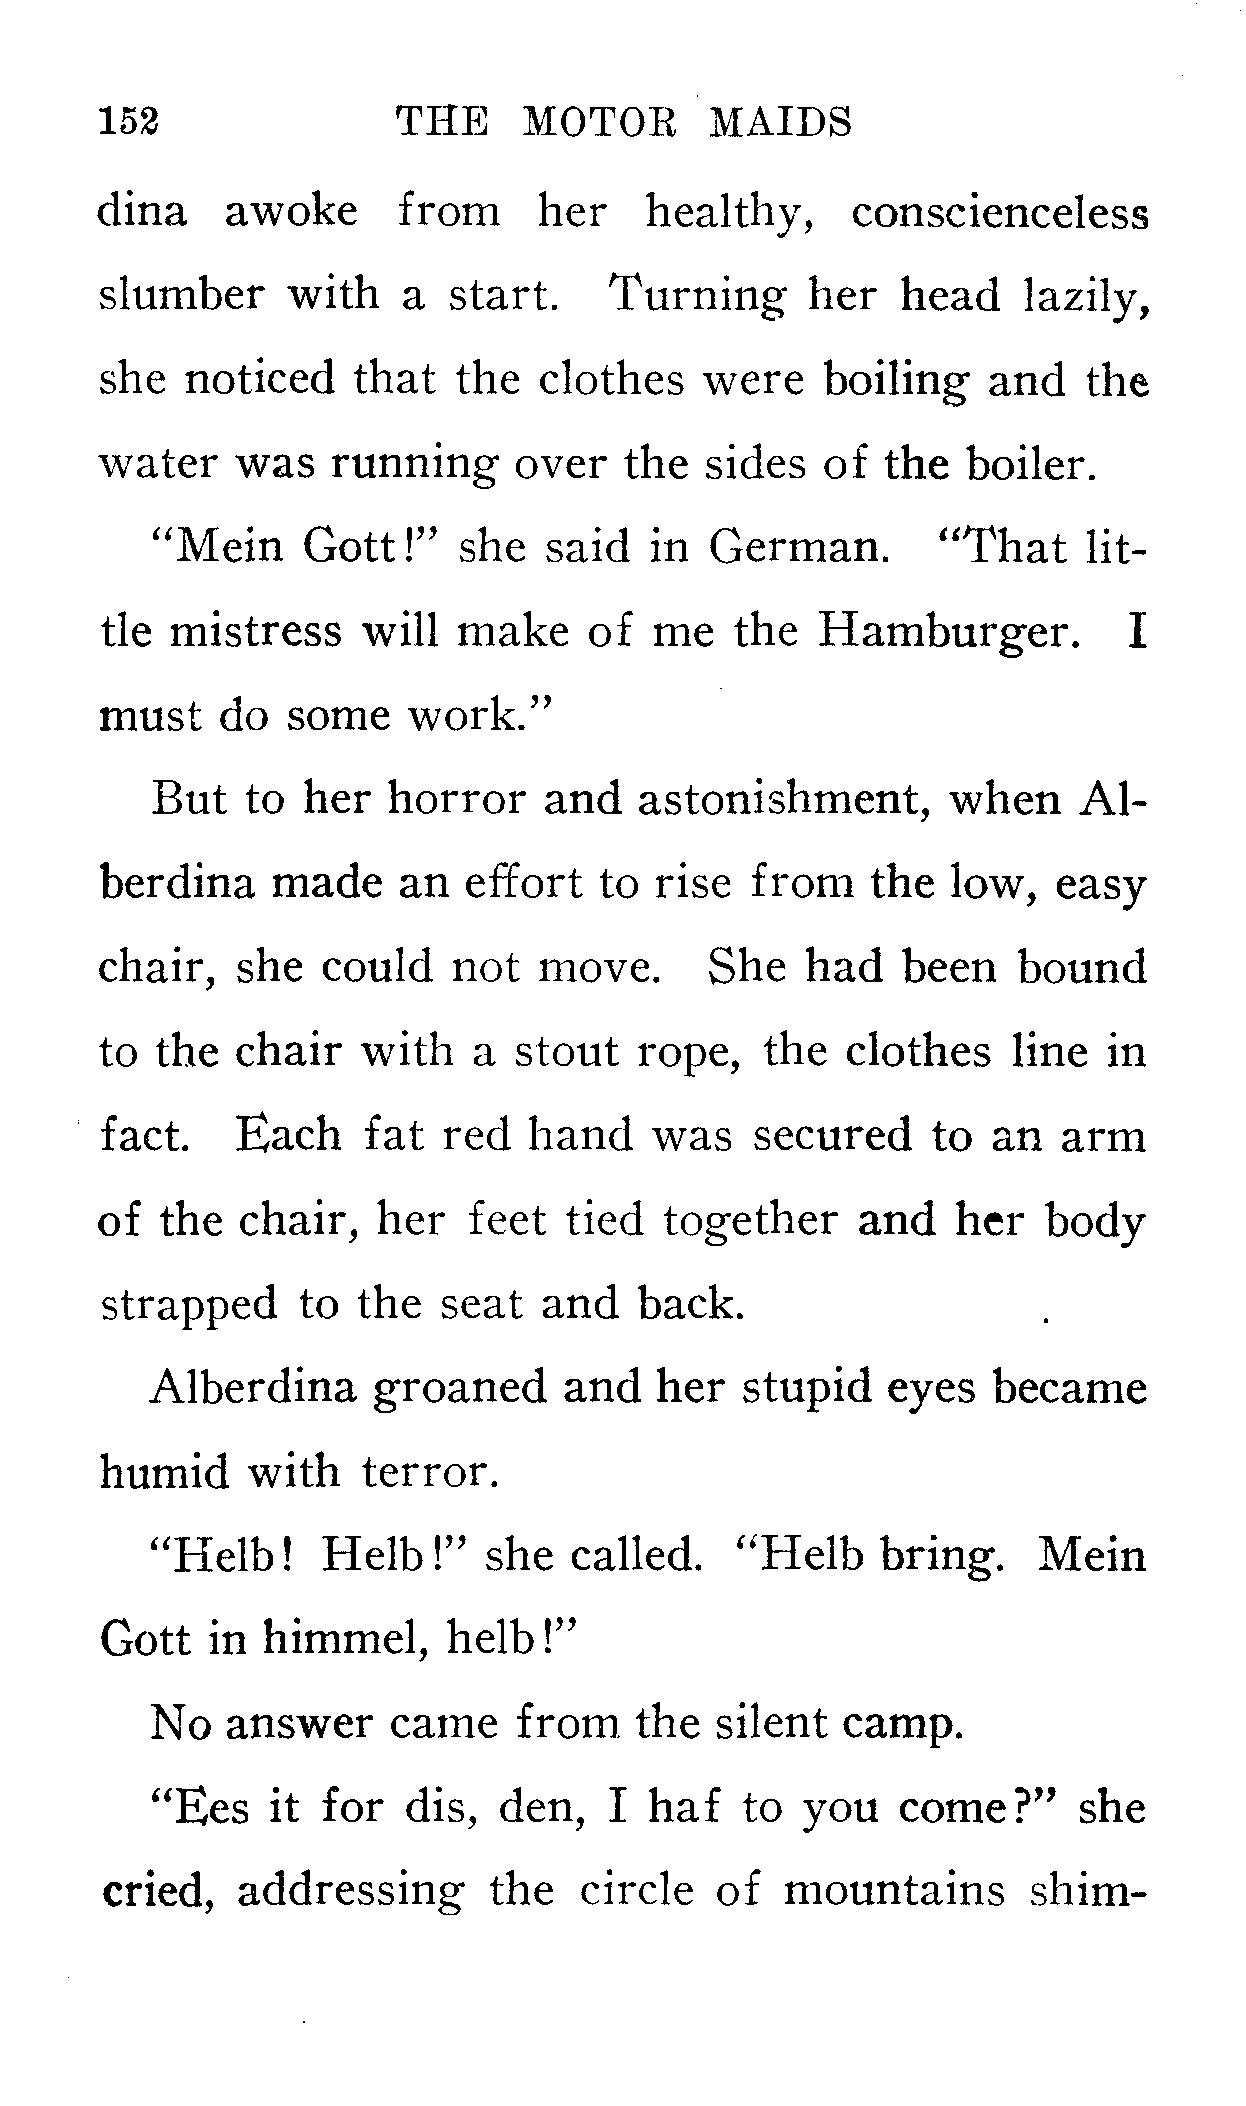 152 THE MOTOR MAIDS
dina awoke from her healthy, conscienceless
slumber with a start. Turning her head lazily,
she noticed that the clothes were boiling and the
water was running over the sides of the boiler.
“Mein Gott!” she said in German. “That lit-
tle mistress will make of me the Hamburger. I
must do some work.”
But to her horror and astonishment, when Al-
berdina made an effort to rise from the low, easy
chair, she could not move. She had been bound
to the chair with a stout rope, the clothes line in
fact. Each fat red hand was secured to an arm
of the chair, her feet tied together and her body
strapped to the seat and back.
Alberdina groaned and her stupid eyes became
humid with terror.
“Helb! Helb!” she called. “Helb bring. Mein
Gott in himmel, helb!”
No answer came from the silent camp.
“Ees it for dis, den, I haf to you come?” she
cried, addressing the circle of mountains shim-